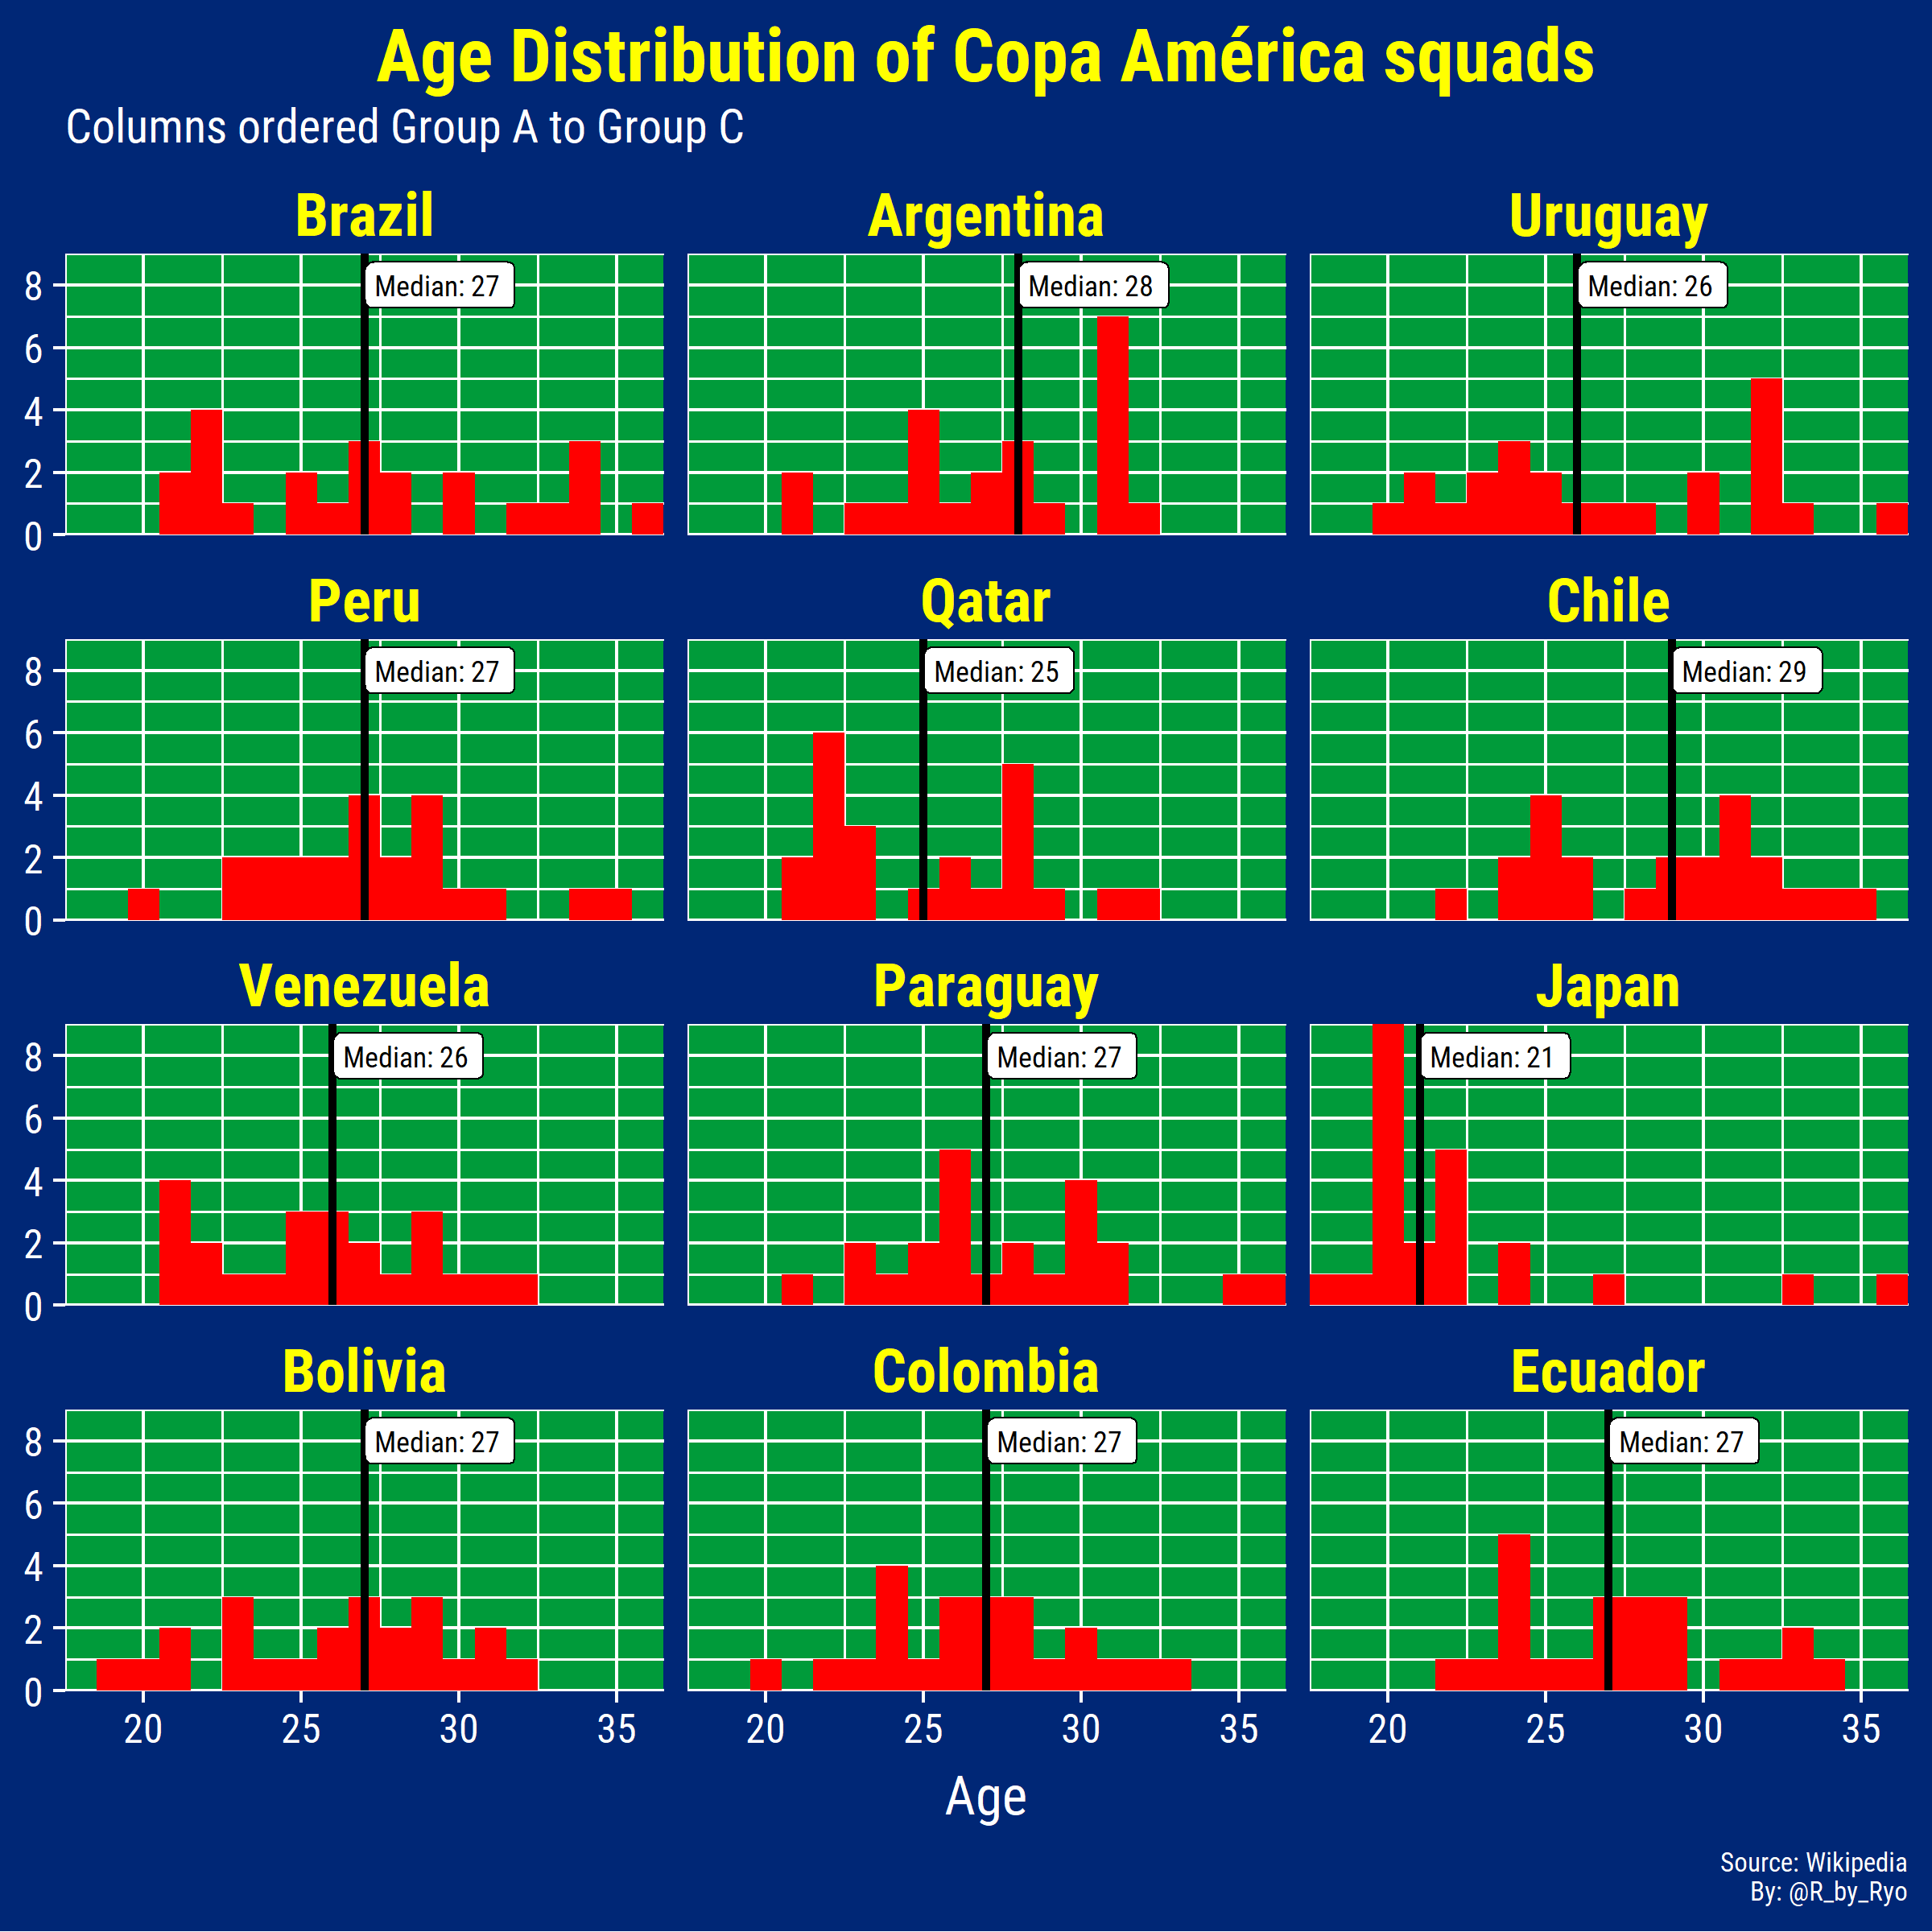 Age Distribution of Copa América squads
Columns ordered Group A to Group C
Brazil Argentina Uruguay
8 Median: 27 Median: 28 Median: 26
6
4
2
0
Peru Qatar Chile
8 Median: 27 Median: 25 Median: 29
6
4
2
0
Venezuela Paraguay Japan
8 Median: 26 Median: 27 Median: 21
6
4
2
0
Bolivia Colombia Ecuador
8 Median: 27 Median: 27 Median: 27
6
4
2
0
20 25 30 35 20 25 30 35 20 25 30 35
Age
Source: Wikipedia
By: @R_by_Ryo